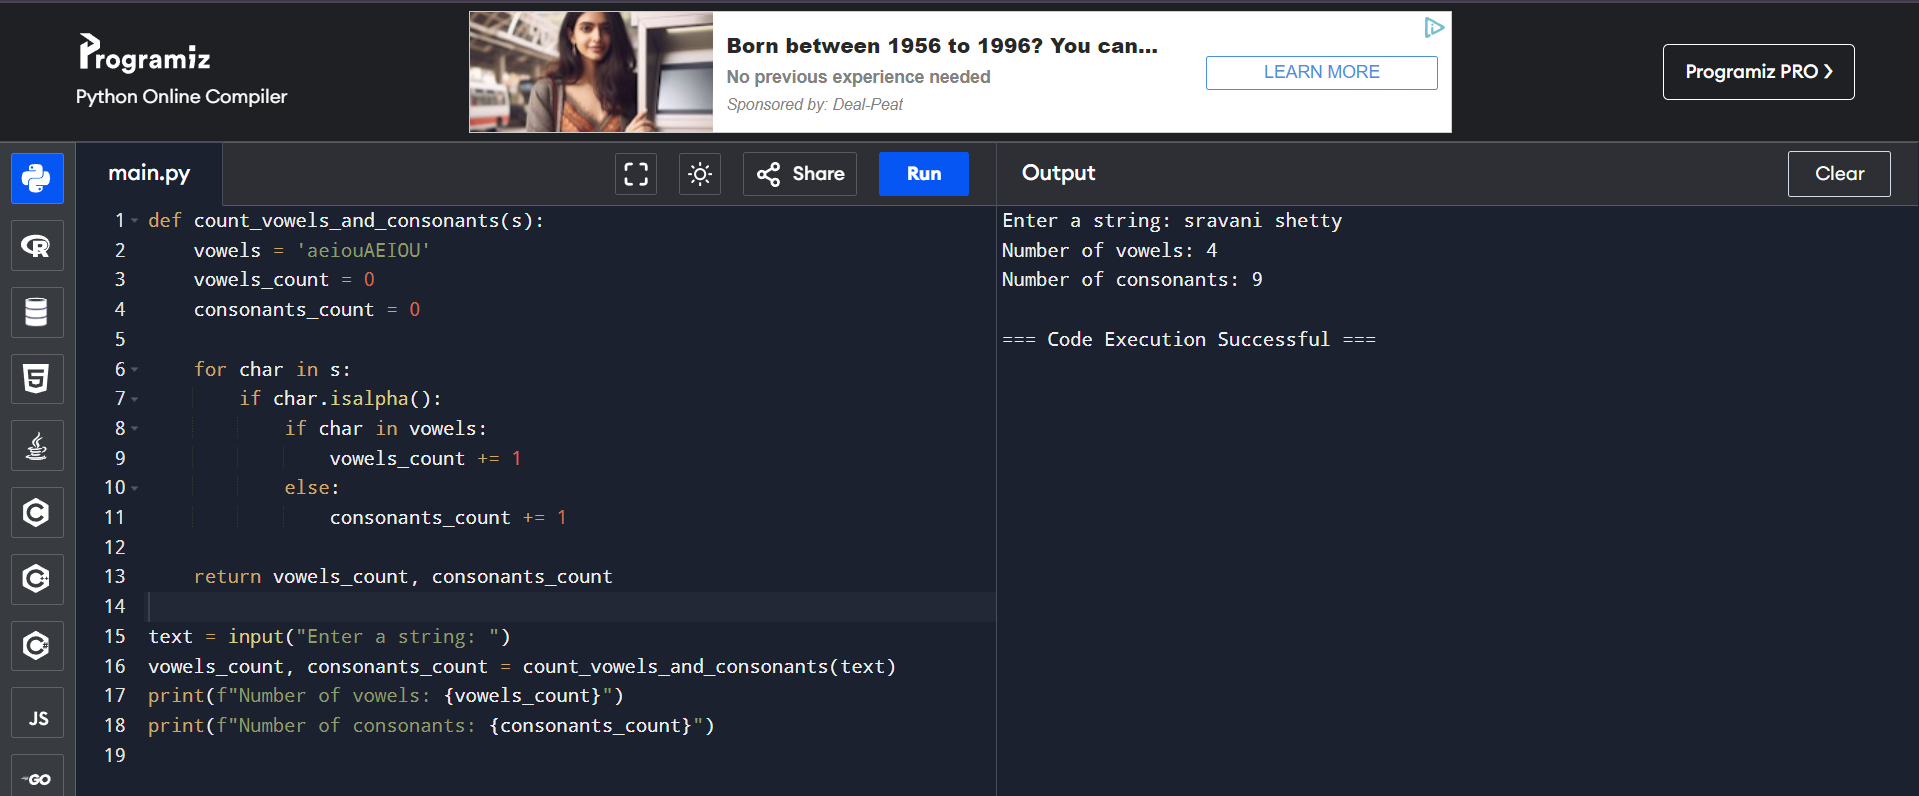 Programiz
Python Online Compiler
Born between 1956 to 1996? You can...
No previous experience needed
Sponsored by: Deal-Peat
LEARN MORE
Programiz PRO ❯
main.py
Share
Run
Output
Clear
R
5
C
C++
C#
JS
GO
1 def count_vowels_and_consonants(s):
2     vowels = 'aeiouAEIOU'
3     vowels_count = 0
4     consonants_count = 0
5
6     for char in s:
7         if char.isalpha():
8             if char in vowels:
9                 vowels_count += 1
10             else:
11                 consonants_count += 1
12
13     return vowels_count, consonants_count
14
15 text = input("Enter a string: ")
16 vowels_count, consonants_count = count_vowels_and_consonants(text)
17 print(f"Number of vowels: {vowels_count}")
18 print(f"Number of consonants: {consonants_count}")
19
Enter a string: sravani shetty
Number of vowels: 4
Number of consonants: 9
=== Code Execution Successful ===